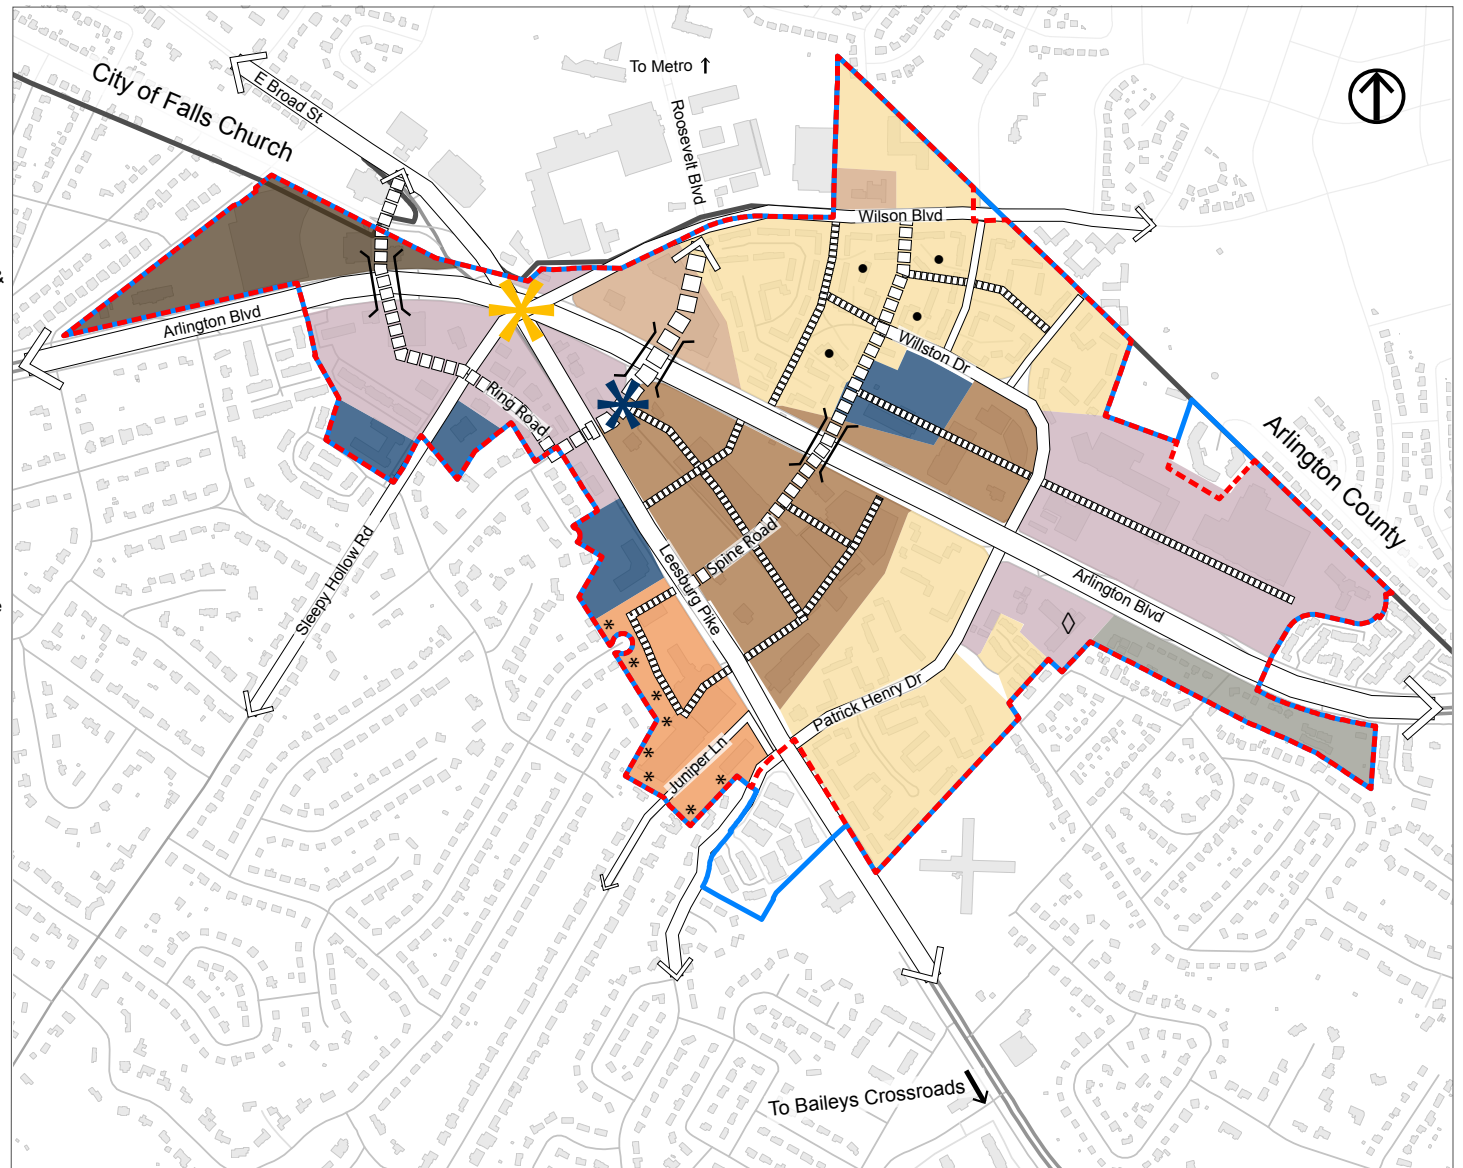 To Metro
City of Falls Church
E Broad St
Roosevelt Blvd
Wilson Blvd
Arlington Blvd
Willston Dr
Ring Road
Arlington County
Spine Road
Leesburg Pike
Sleepy Hollow Rd
Arlington Blvd
Patrick Henry Dr
Juniper Ln
To Baileys Crossroads